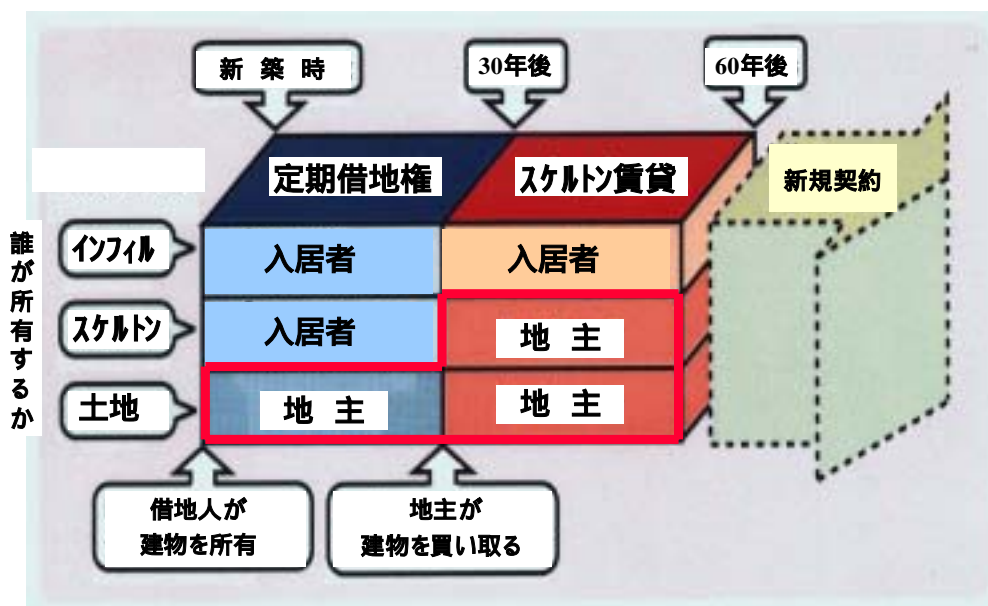 新築時
30年後
60年後
定期借地権
スケルトン賃貸
新規契約
誰が所有するか
インフィル
入居者
入居者
スケルトン
入居者
地主
土地
地主
地主
借地人が
建物を所有
地主が
建物を買い取る